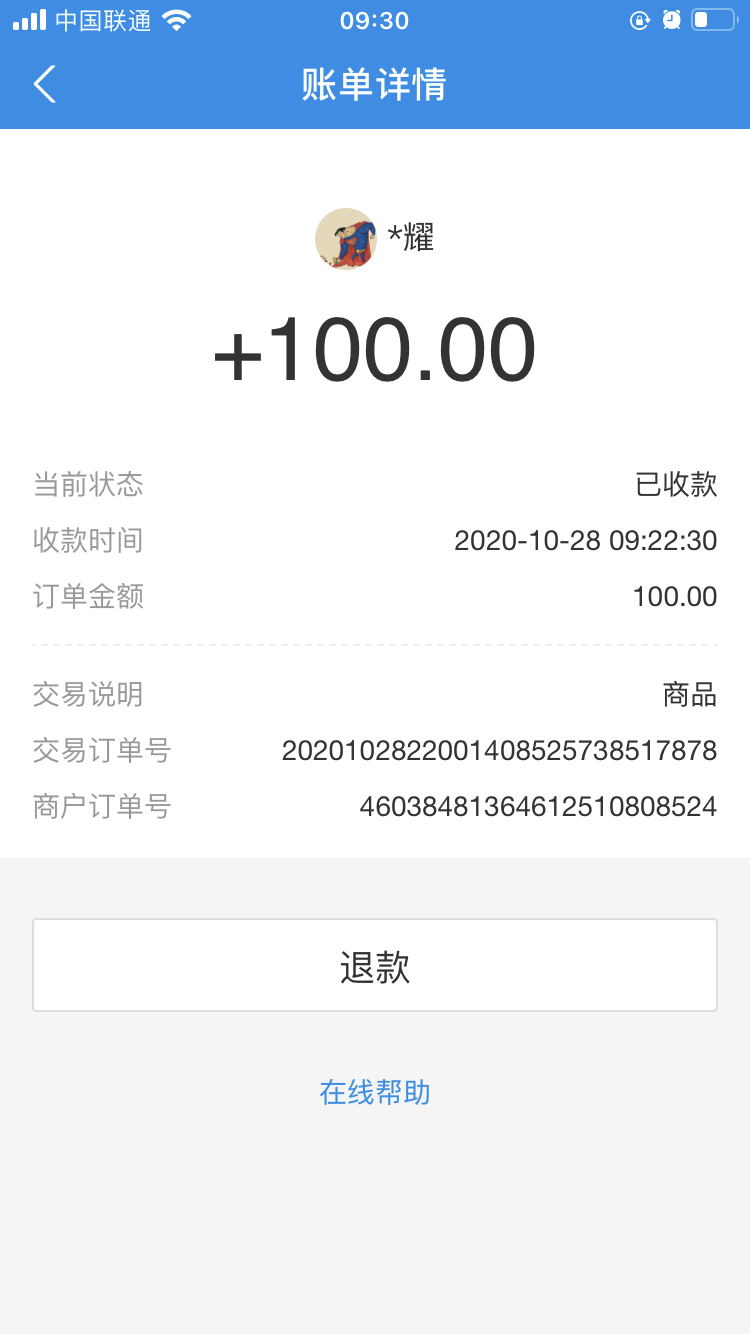 中国联通 09:30
账单详情
*耀
+100.00
当前状态 已收款
收款时间 2020-10-28 09:22:30
订单金额 100.00
交易说明 商品
交易订单号 2020102822001408525738517878
商户订单号 46038481364612510808524
退款
在线帮助